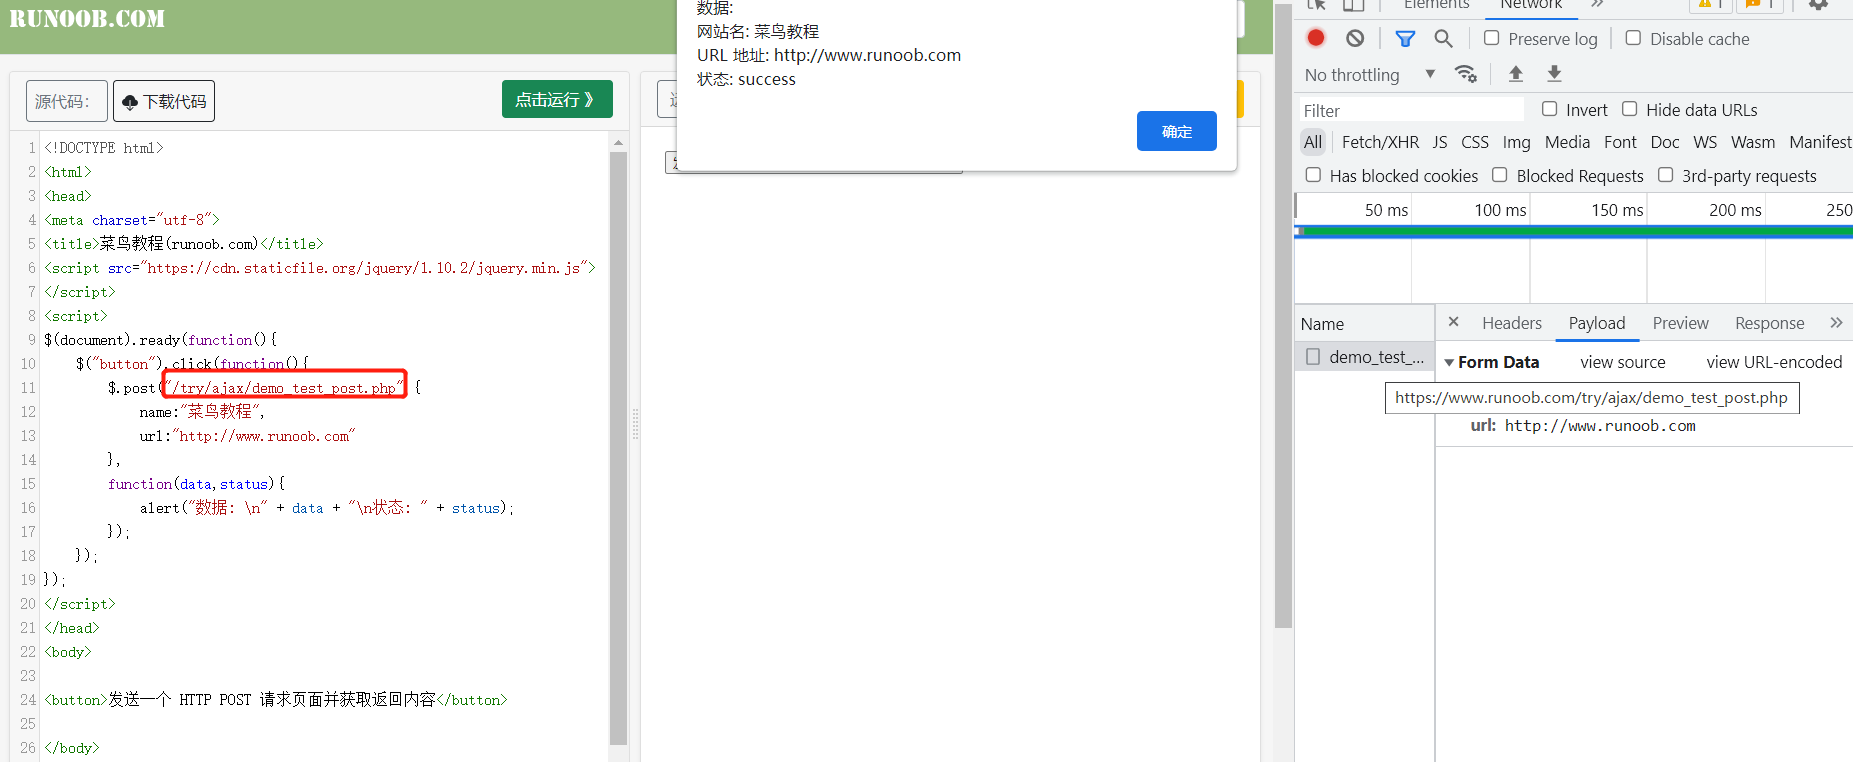 RUNOOB.COM
源代码：
下载代码
点击运行 》
<!DOCTYPE html>
<html>
<head>
<meta charset="utf-8">
<title>菜鸟教程(runoob.com)</title>
<script src="https://cdn.staticfile.org/jquery/1.10.2/jquery.min.js">
</script>
<script>
$(document).ready(function(){
$("button").click(function(){
$.post("/try/ajax/demo_test_post.php" {
name:"菜鸟教程",
url:"http://www.runoob.com"
},
function(data,status){
alert("数据: \n" + data + "\n状态: " + status);
});
});
});
</script>
</head>
<body>
<button>发送一个 HTTP POST 请求页面并获取返回内容</button>
</body>
1
2
3
4
5
6
7
8
9
10
11
12
13
14
15
16
17
18
19
20
21
22
23
24
25
26
数据:
网站名: 菜鸟教程
URL 地址: http://www.runoob.com
状态: success
确定
Elements Network » 1 1
Preserve log Disable cache
No throttling
Filter Invert Hide data URLs
All Fetch/XHR JS CSS Img Media Font Doc WS Wasm Manifest
Has blocked cookies Blocked Requests 3rd-party requests
50 ms 100 ms 150 ms 200 ms 250
Name × Headers Payload Preview Response »
demo_test_... Form Data view source view URL-encoded
https://www.runoob.com/try/ajax/demo_test_post.php
url: http://www.runoob.com